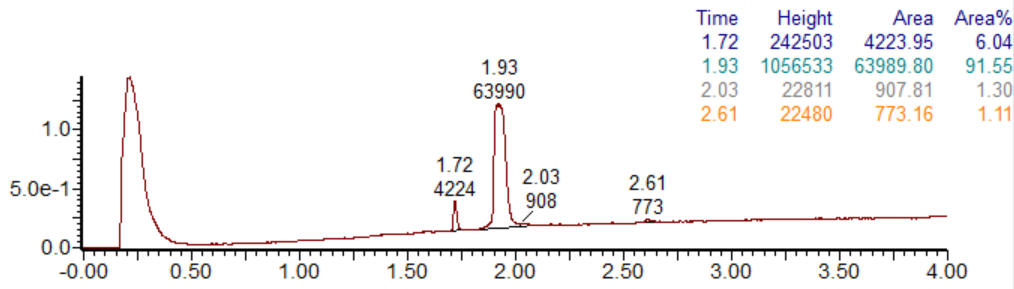 Time Height Area Area%
1.72 242503 4223.95 6.04
1.93 1056533 63989.80 91.55
2.03 22811 907.81 1.30
2.61 22480 773.16 1.11
1.93
63990
1.0
1.72
4224
2.03
908
2.61
773
5.0e-1
0.0
-0.00 0.50 1.00 1.50 2.00 2.50 3.00 3.50 4.00